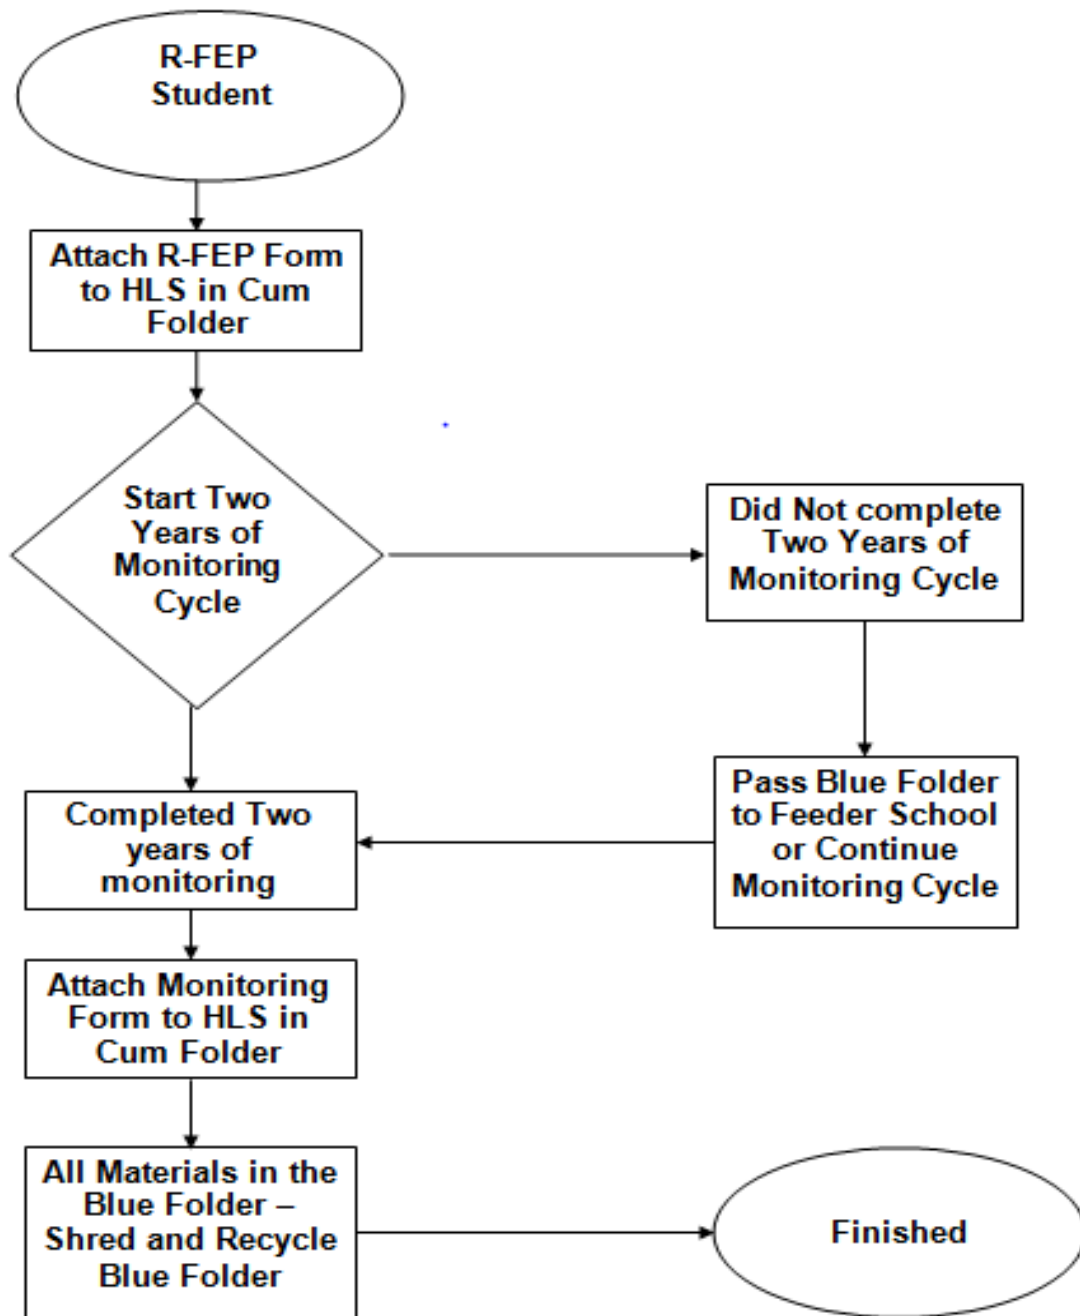 R-FEP
Student
Attach R-FEP Form
to HLS in Cum
Folder
Start Two
Years of
Monitoring
Cycle
Did Not complete
Two Years of
Monitoring Cycle
Pass Blue Folder
to Feeder School
or Continue
Monitoring Cycle
Completed Two
years of
monitoring
Attach Monitoring
Form to HLS in
Cum Folder
All Materials in the
Blue Folder –
Shred and Recycle
Blue Folder
Finished